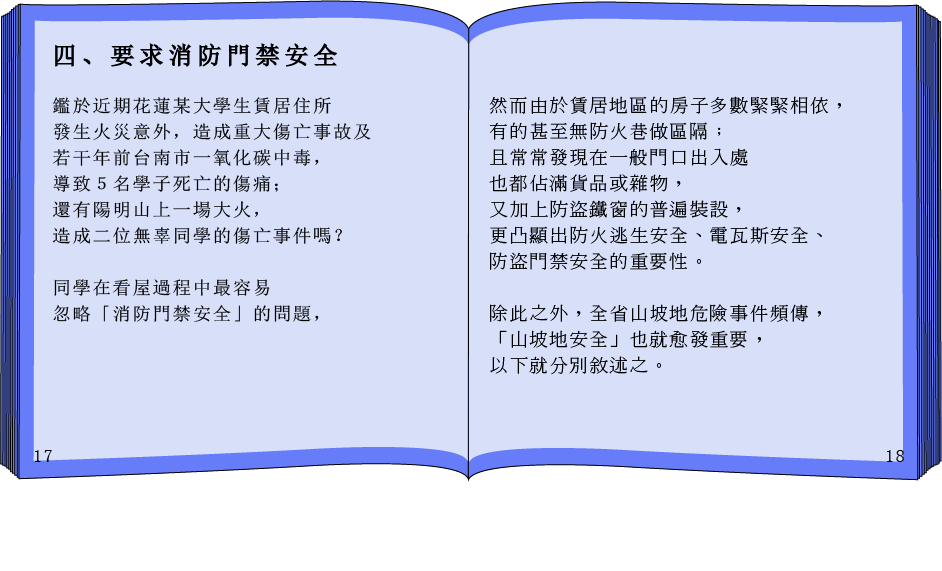 四、要求消防門禁安全
鑑於近期花蓮某大學生賃居住所
發生火災意外，造成重大傷亡事故及
若干年前台南市一氧化碳中毒，
導致5名學子死亡的傷痛；
還有陽明山上一場大火，
造成二位無辜同學的傷亡事件嗎？
同學在看屋過程中最容易
忽略「消防門禁安全」的問題，
17
然而由於賃居地區的房子多數緊緊相依，
有的甚至無防火巷做區隔；
且常常發現在一般門口出入處
也都佔滿貨品或雜物，
又加上防盜鐵窗的普遍裝設，
更凸顯出防火逃生安全、電瓦斯安全、
防盜門禁安全的重要性。
除此之外，全省山坡地危險事件頻傳，
「山坡地安全」也就愈發重要，
以下就分別敘述之。
18